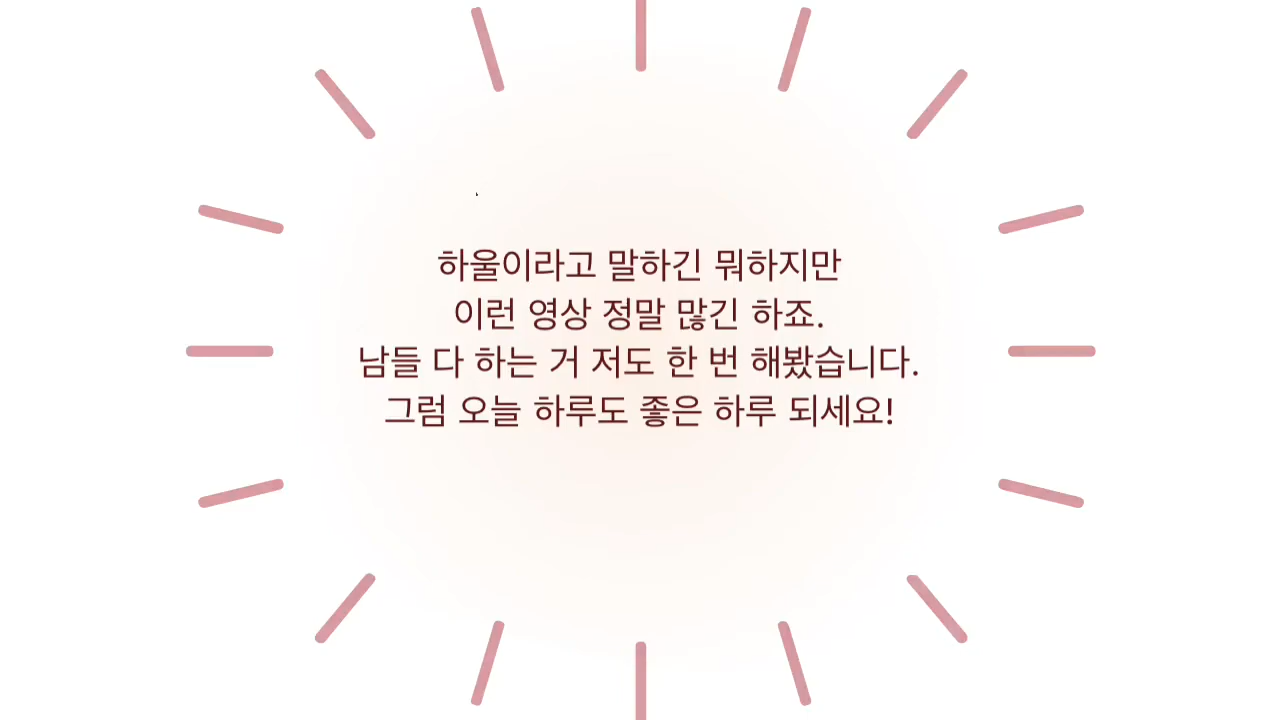 하울이라고 말하긴 뭐하지만
이런 영상 정말 많긴 하죠.
남들 다 하는 거 저도 한 번 해봤습니다.
그럼 오늘 하루도 좋은 하루 되세요!